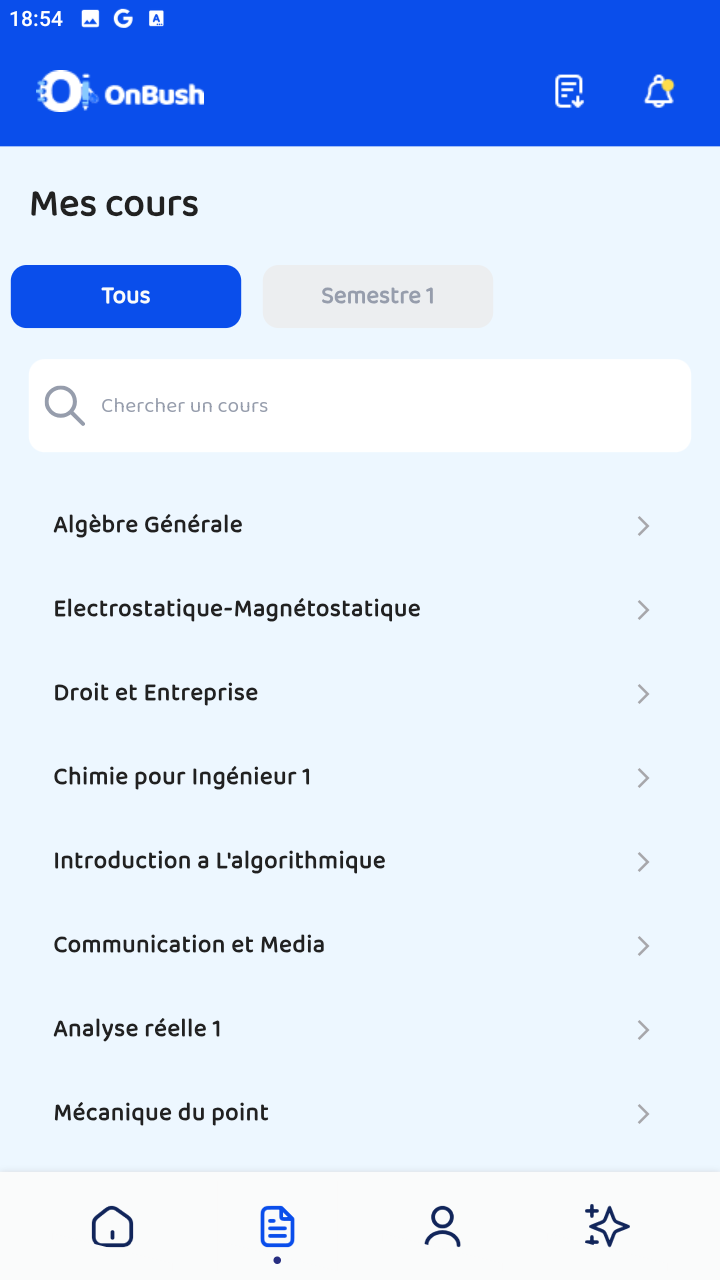 18:54
OnBush
Mes cours
Tous
Semestre 1
Chercher un cours
Algèbre Générale
Electrostatique-Magnétostatique
Droit et Entreprise
Chimie pour Ingénieur 1
Introduction a L'algorithmique
Communication et Media
Analyse réelle 1
Mécanique du point